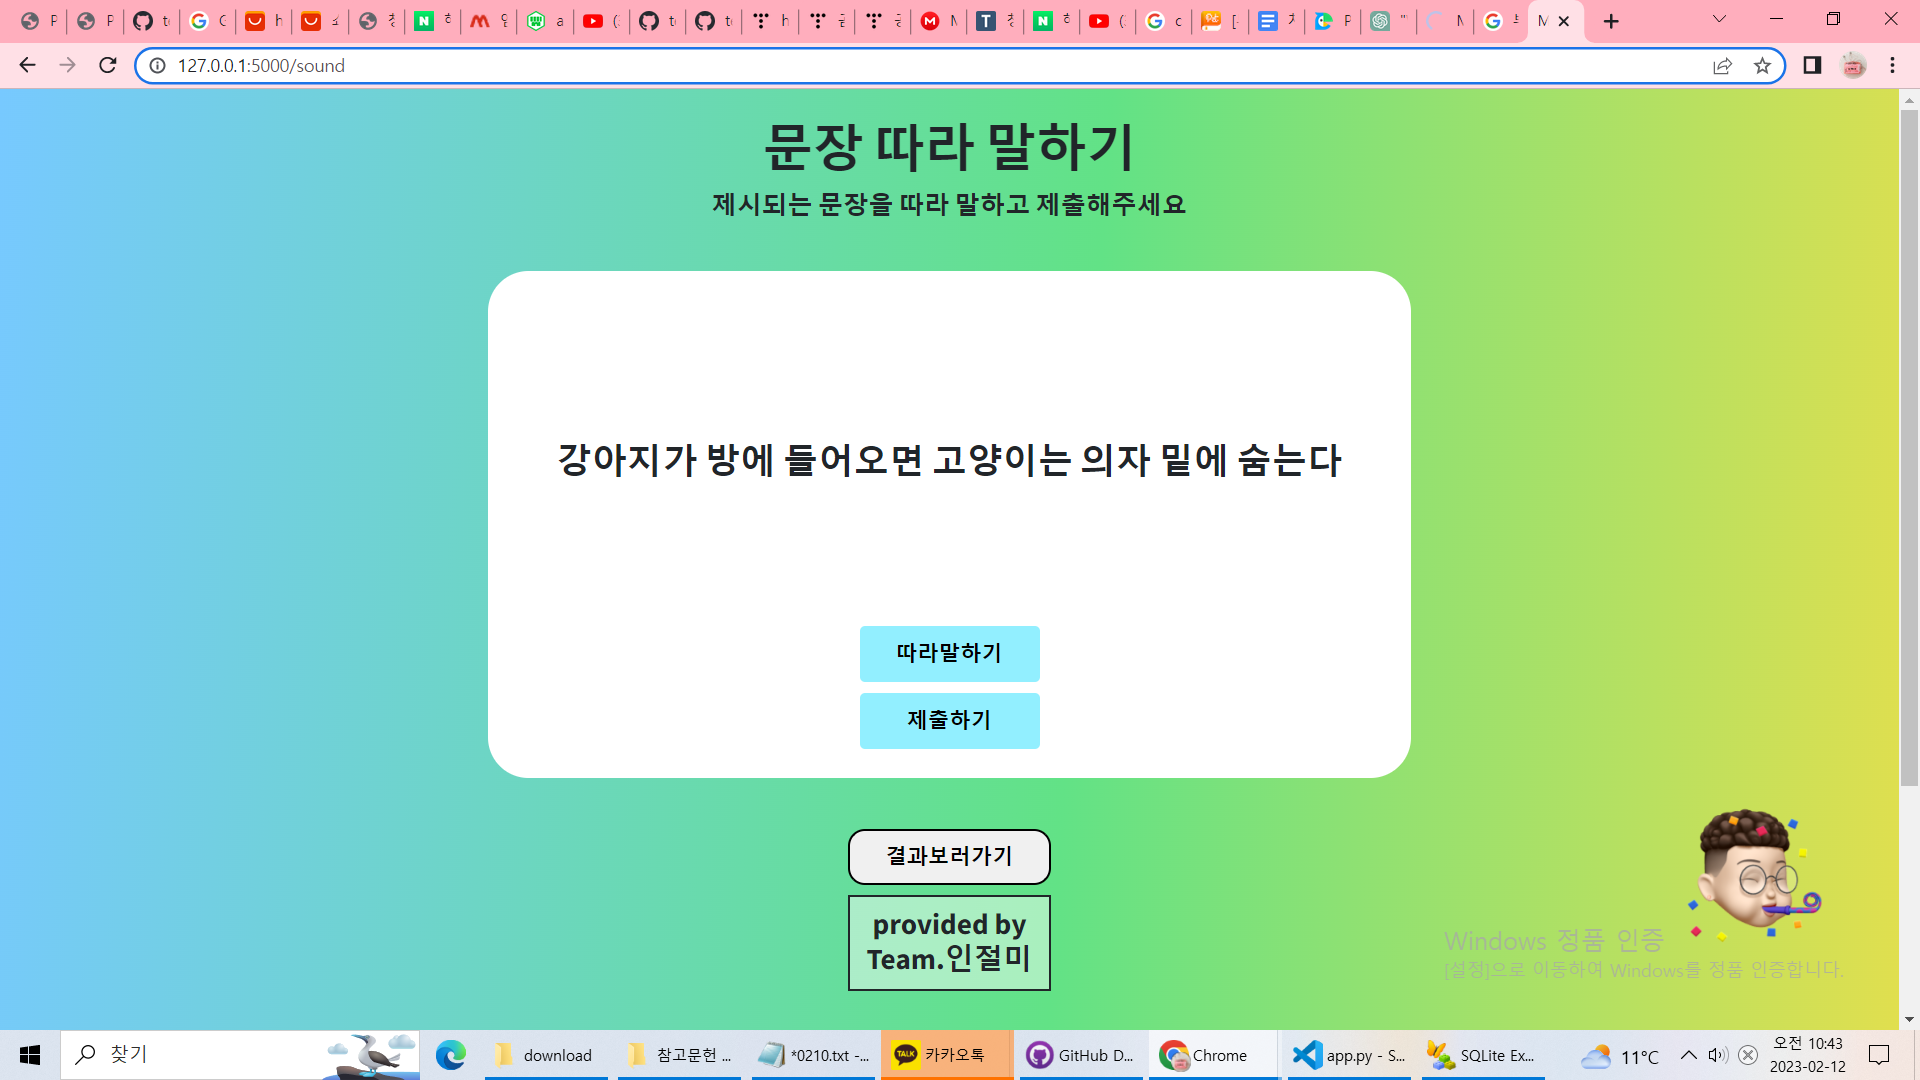 127.0.0.1:5000/sound
문장 따라 말하기
제시되는 문장을 따라 말하고 제출해주세요
강아지가 방에 들어오면 고양이는 의자 밑에 숨는다
따라말하기
제출하기
결과보러가기
provided by
Team.인절미
Windows 정품 인증
[설정]으로 이동하여 Windows를 정품 인증합니다.
찾기
download
참고문헌 ...
*0210.txt -...
TALK
카카오톡
GitHub D...
Chrome
app.py - S...
SQLite Ex...
11°C
오전 10:43
2023-02-12